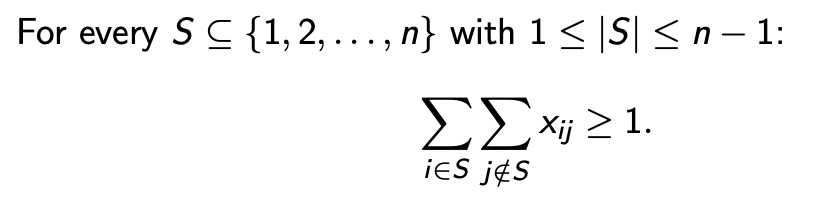 For every S ⊆ {1, 2, . . . , n} with 1 ≤ |S| ≤ n − 1:
∑_{i∈S} ∑_{j∉S} x_{ij} ≥ 1.